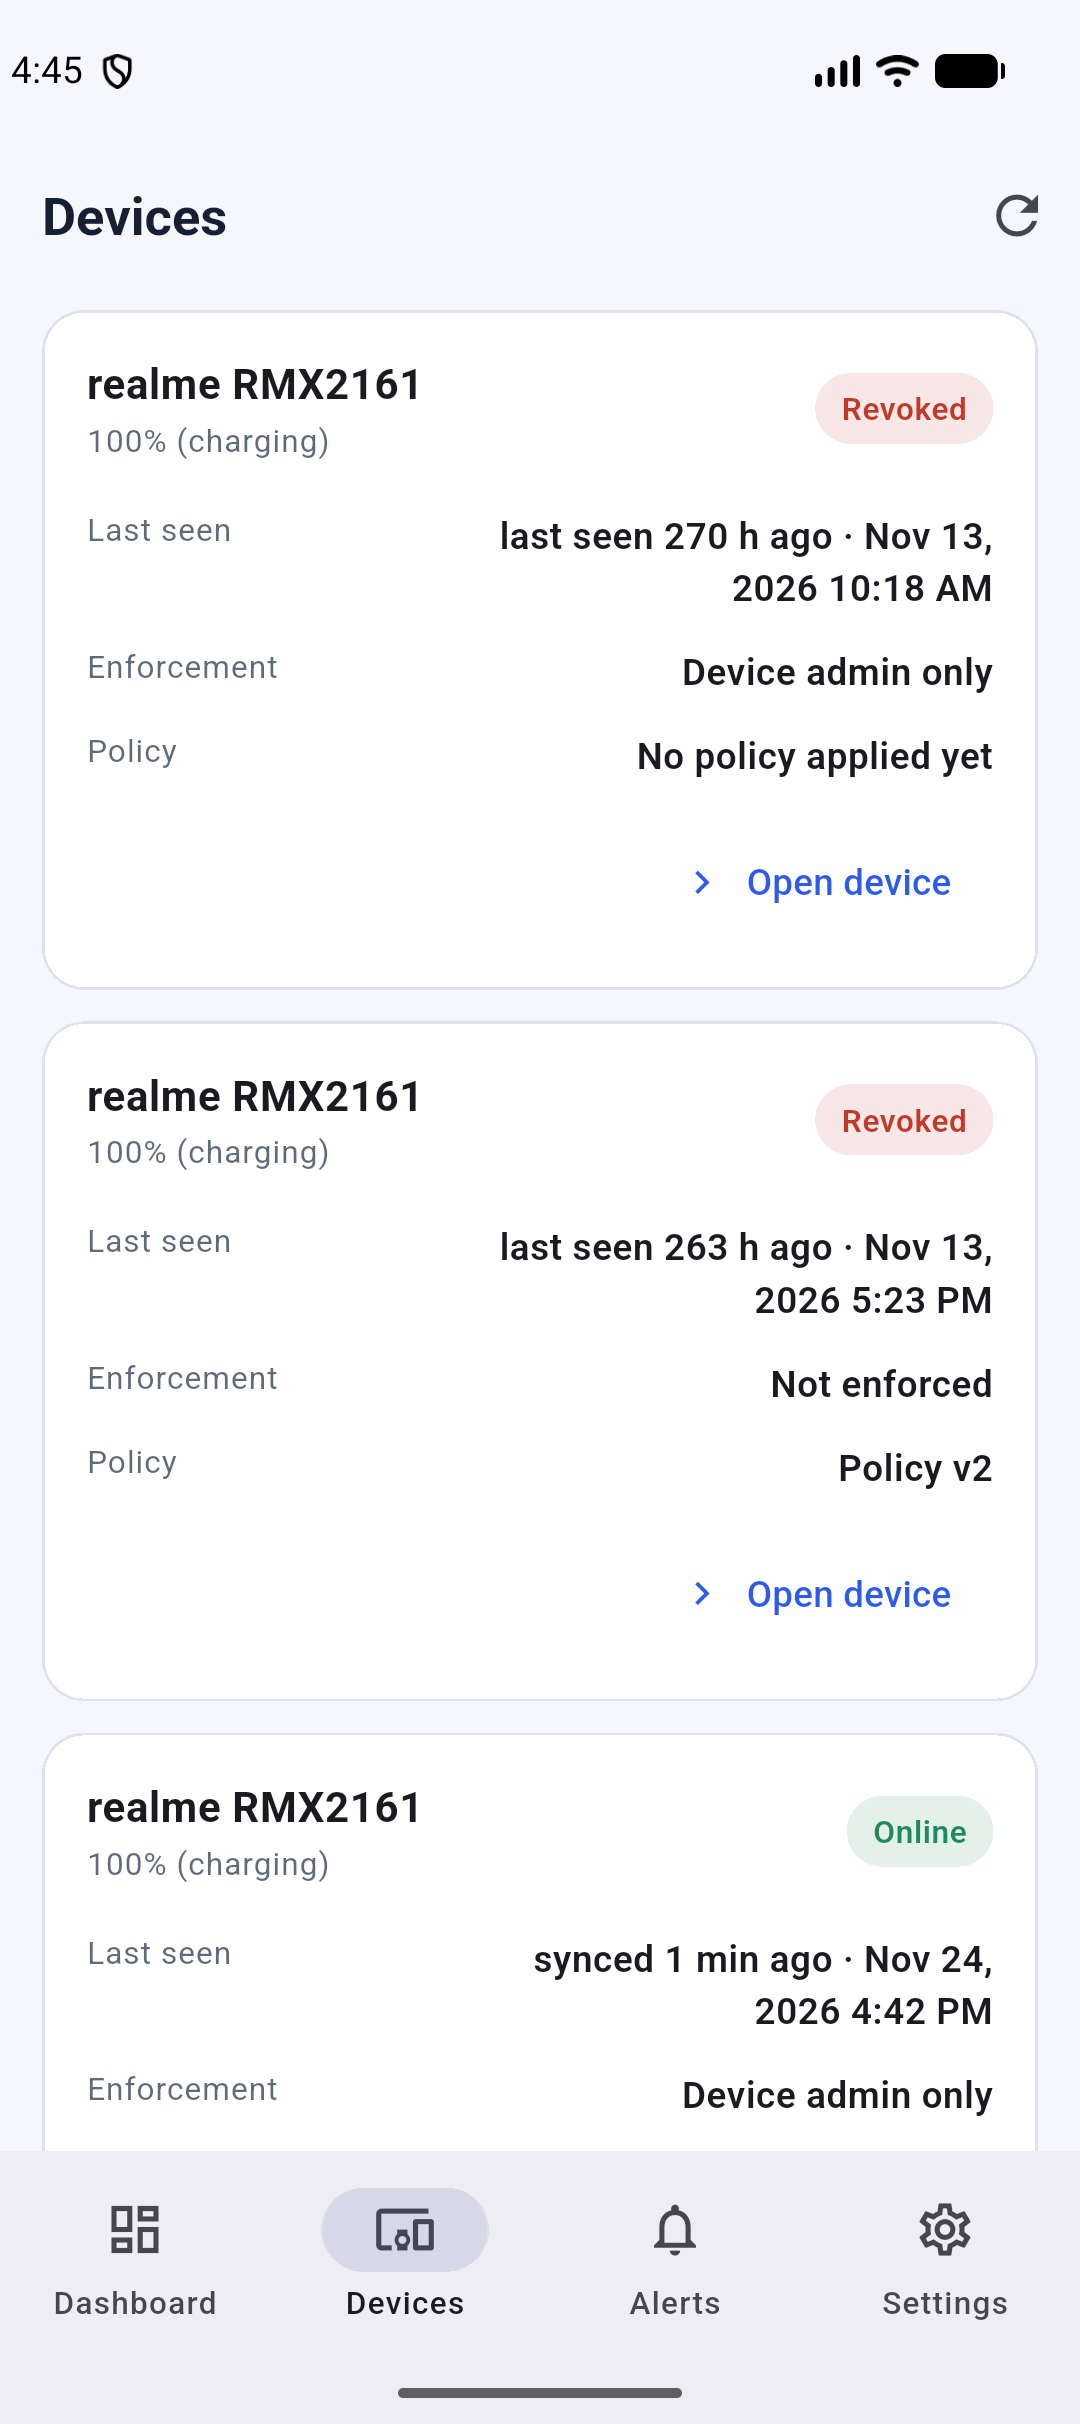 4:45
Devices
realme RMX2161
100% (charging)
Revoked
Last seen
last seen 270 h ago · Nov 13,
2026 10:18 AM
Enforcement
Device admin only
Policy
No policy applied yet
Open device
realme RMX2161
100% (charging)
Revoked
Last seen
last seen 263 h ago · Nov 13,
2026 5:23 PM
Enforcement
Not enforced
Policy
Policy v2
Open device
realme RMX2161
100% (charging)
Online
Last seen
synced 1 min ago · Nov 24,
2026 4:42 PM
Enforcement
Device admin only
Dashboard
Devices
Alerts
Settings